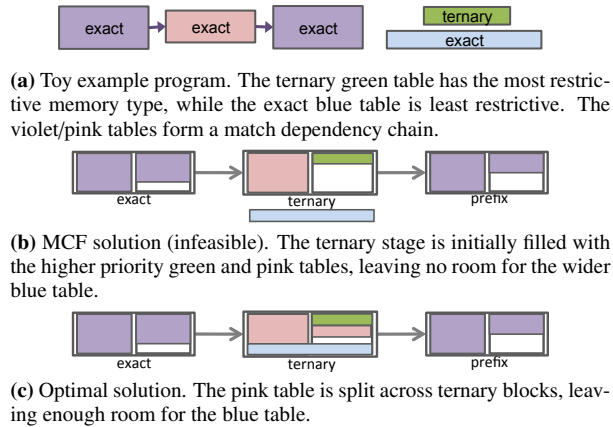 exact exact exact ternary
exact
(a) Toy example program. The ternary green table has the most restric-
tive memory type, while the exact blue table is least restrictive. The
violet/pink tables form a match dependency chain.
exact ternary prefix
(b) MCF solution (infeasible). The ternary stage is initially filled with
the higher priority green and pink tables, leaving no room for the wider
blue table.
exact ternary prefix
(c) Optimal solution. The pink table is split across ternary blocks, leav-
ing enough room for the blue table.